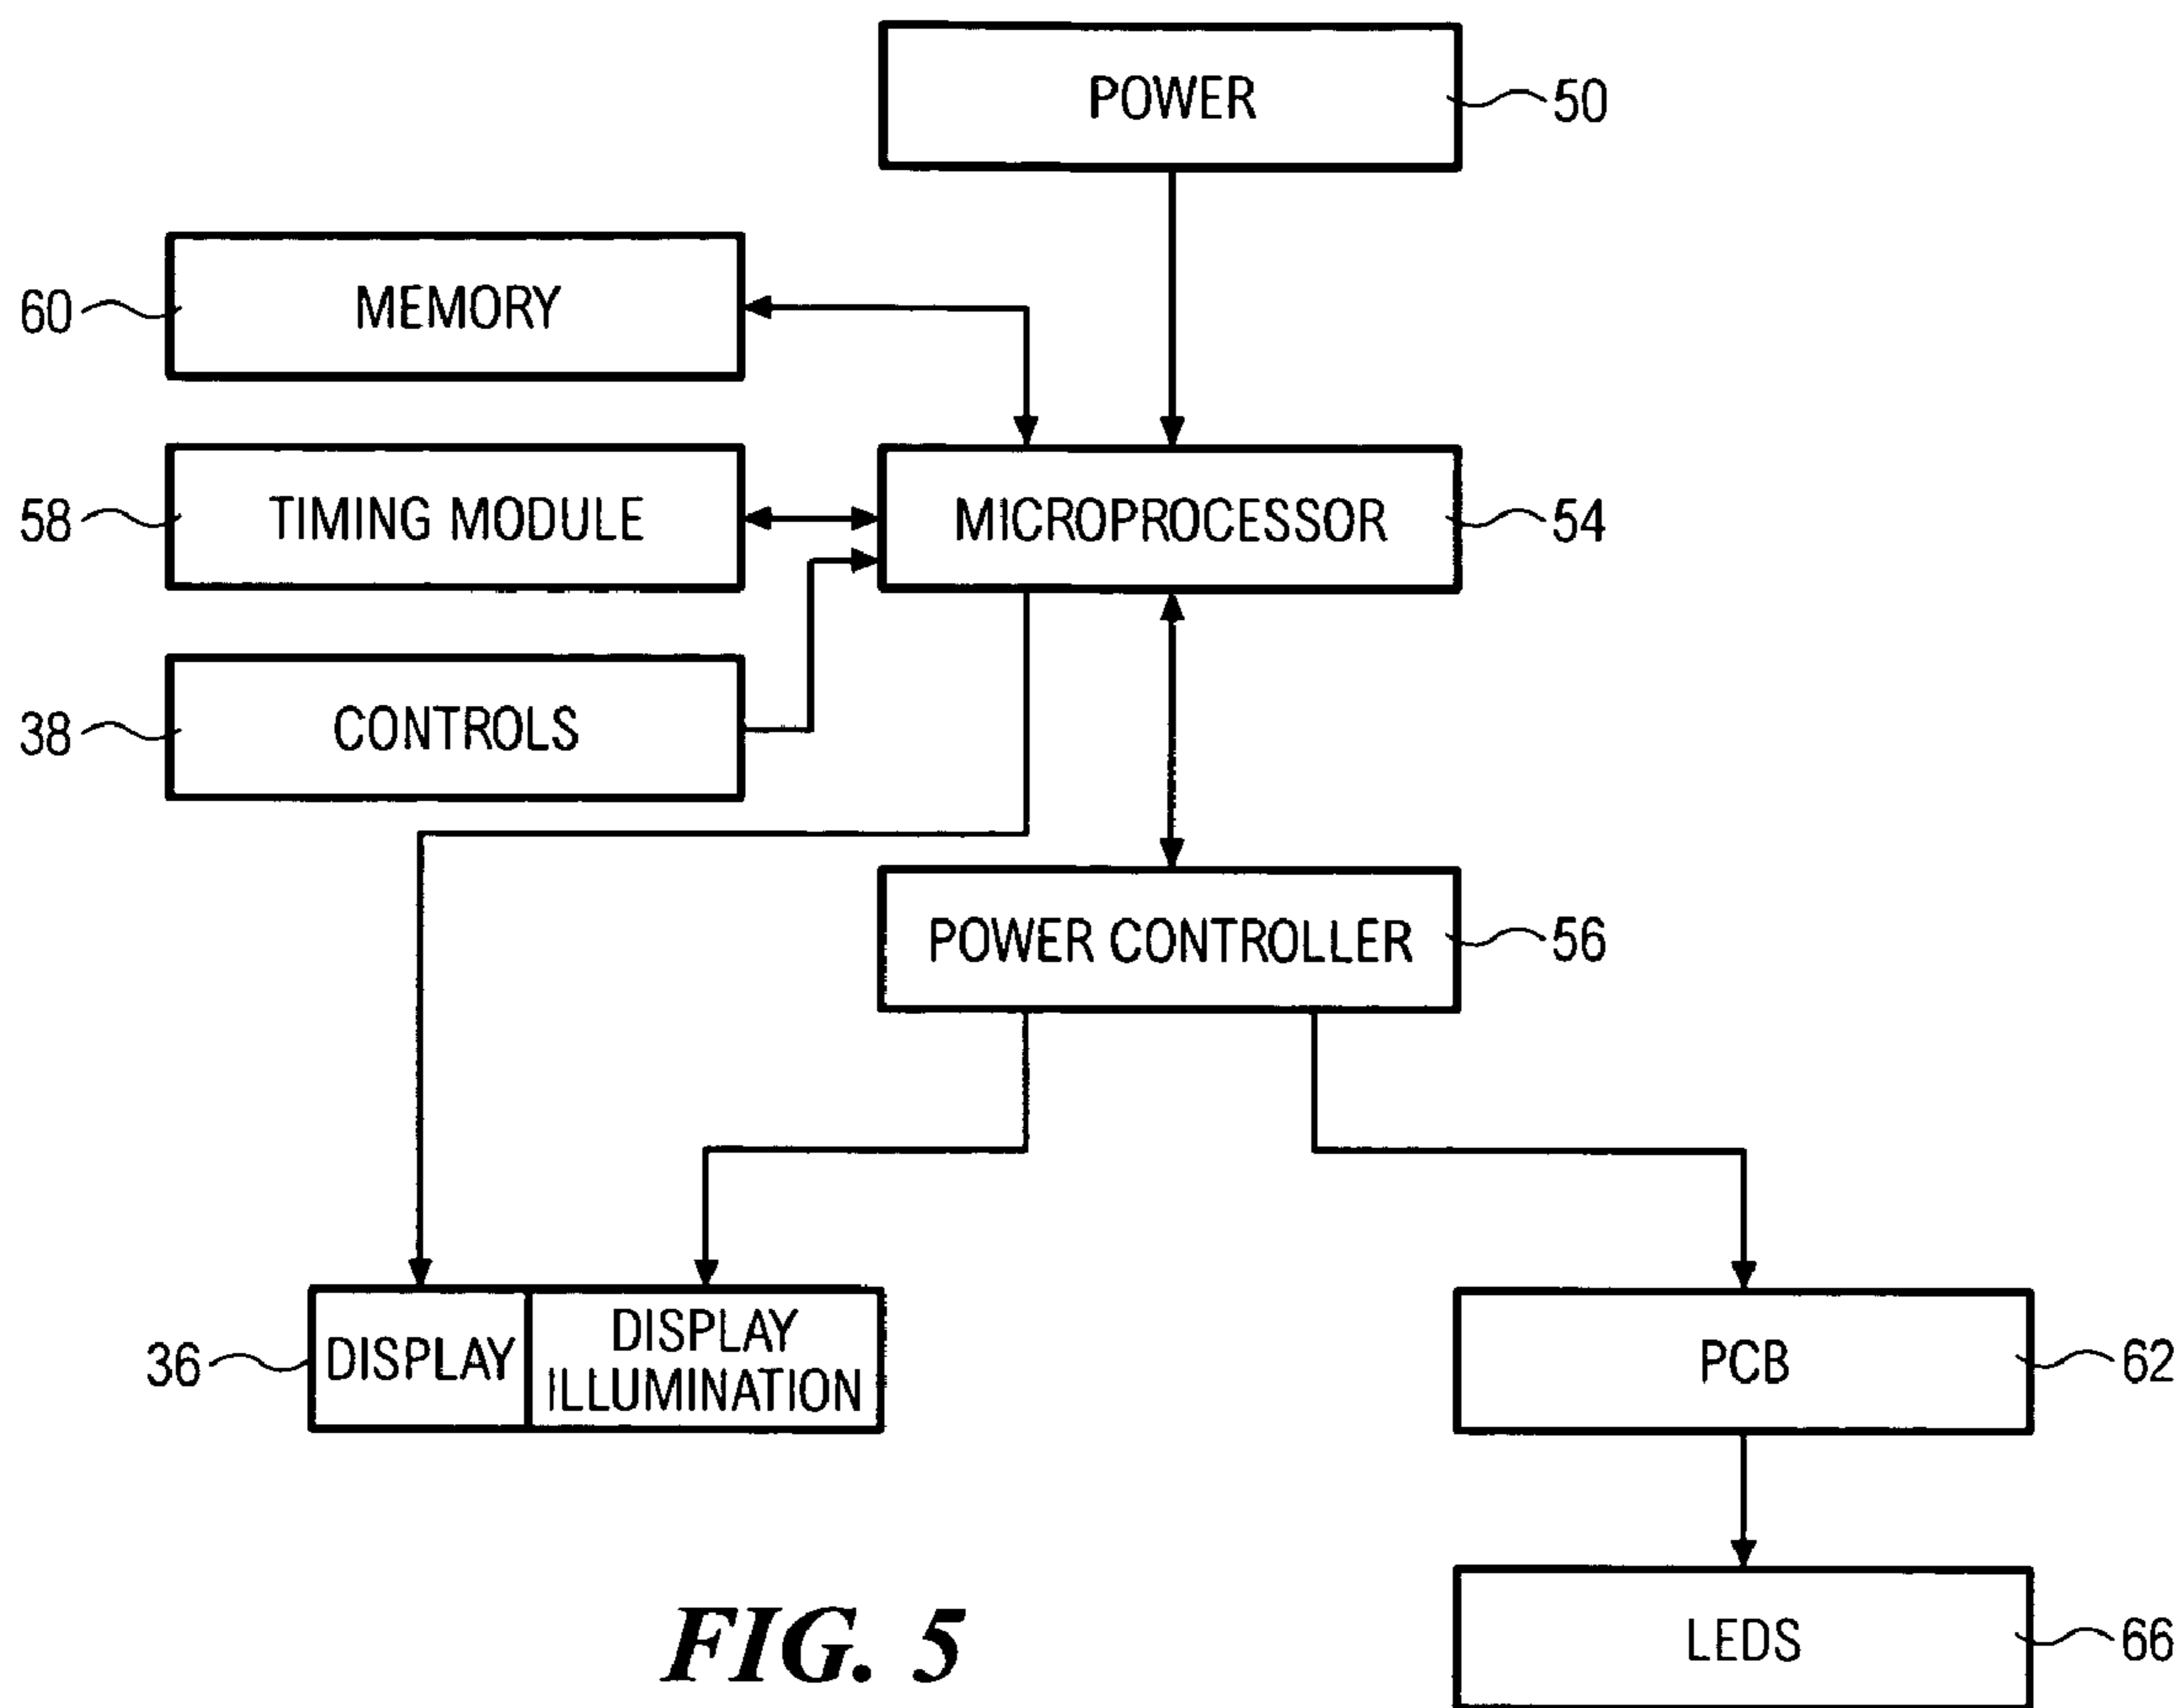 POWER
50
60
MEMORY
58
TIMING MODULE
MICROPROCESSOR
54
38
CONTROLS
POWER CONTROLLER
56
36
DISPLAY
DISPLAY
ILLUMINATION
PCB
62
LEDS
66
FIG. 5